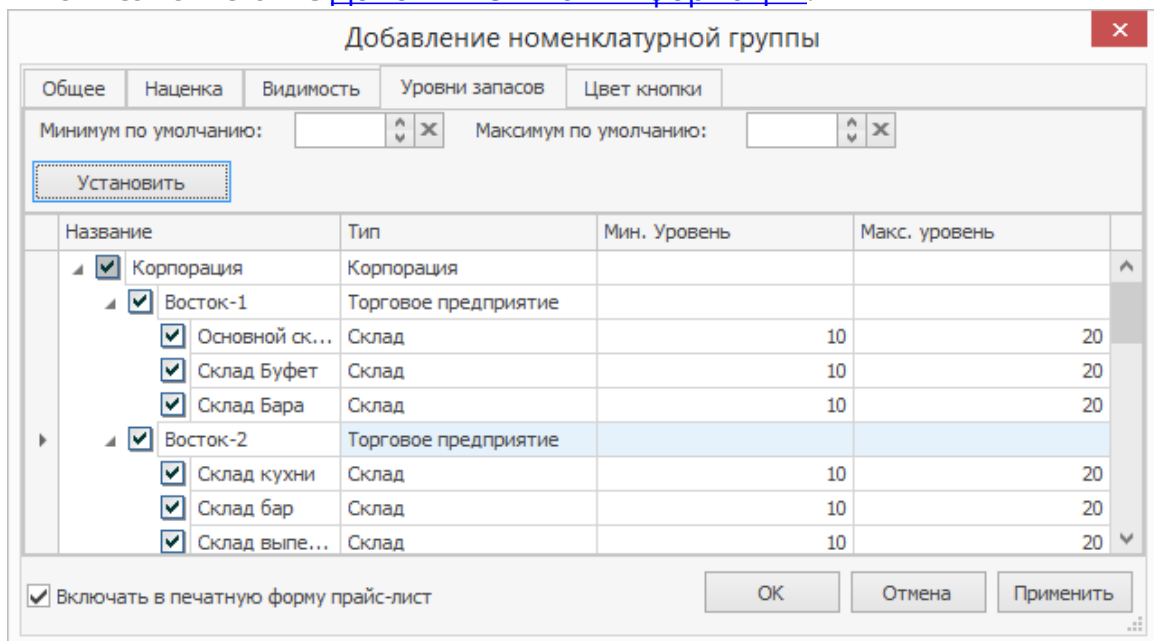 Добавление номенклатурной группы
Общее Наценка Видимость Уровни запасов Цвет кнопки
Минимум по умолчанию: Максимум по умолчанию:
Установить
Название Тип Мин. Уровень Макс. уровень
Корпорация Корпорация
Восток-1 Торговое предприятие
Основной ск... Склад 10 20
Склад Буфет Склад 10 20
Склад Бара Склад 10 20
Восток-2 Торговое предприятие
Склад кухни Склад 10 20
Склад бар Склад 10 20
Склад выпе... Склад 10 20
Включать в печатную форму прайс-лист ОК Отмена Применить